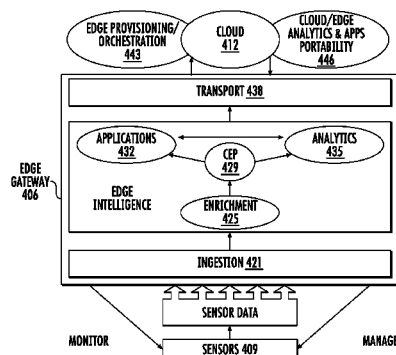 EDGE PROVISIONING/
ORCHESTRATION
443
CLOUD
412
CLOUD/EDGE
ANALYTICS & APPS
PORTABILITY
446
TRANSPORT 438
APPLICATIONS
432
ANALYTICS
435
CEP
429
EDGE
GATEWAY
406
EDGE
INTELLIGENCE
ENRICHMENT
425
INGESTION 421
SENSOR DATA
MONITOR
MANAGE
SENSORS 409